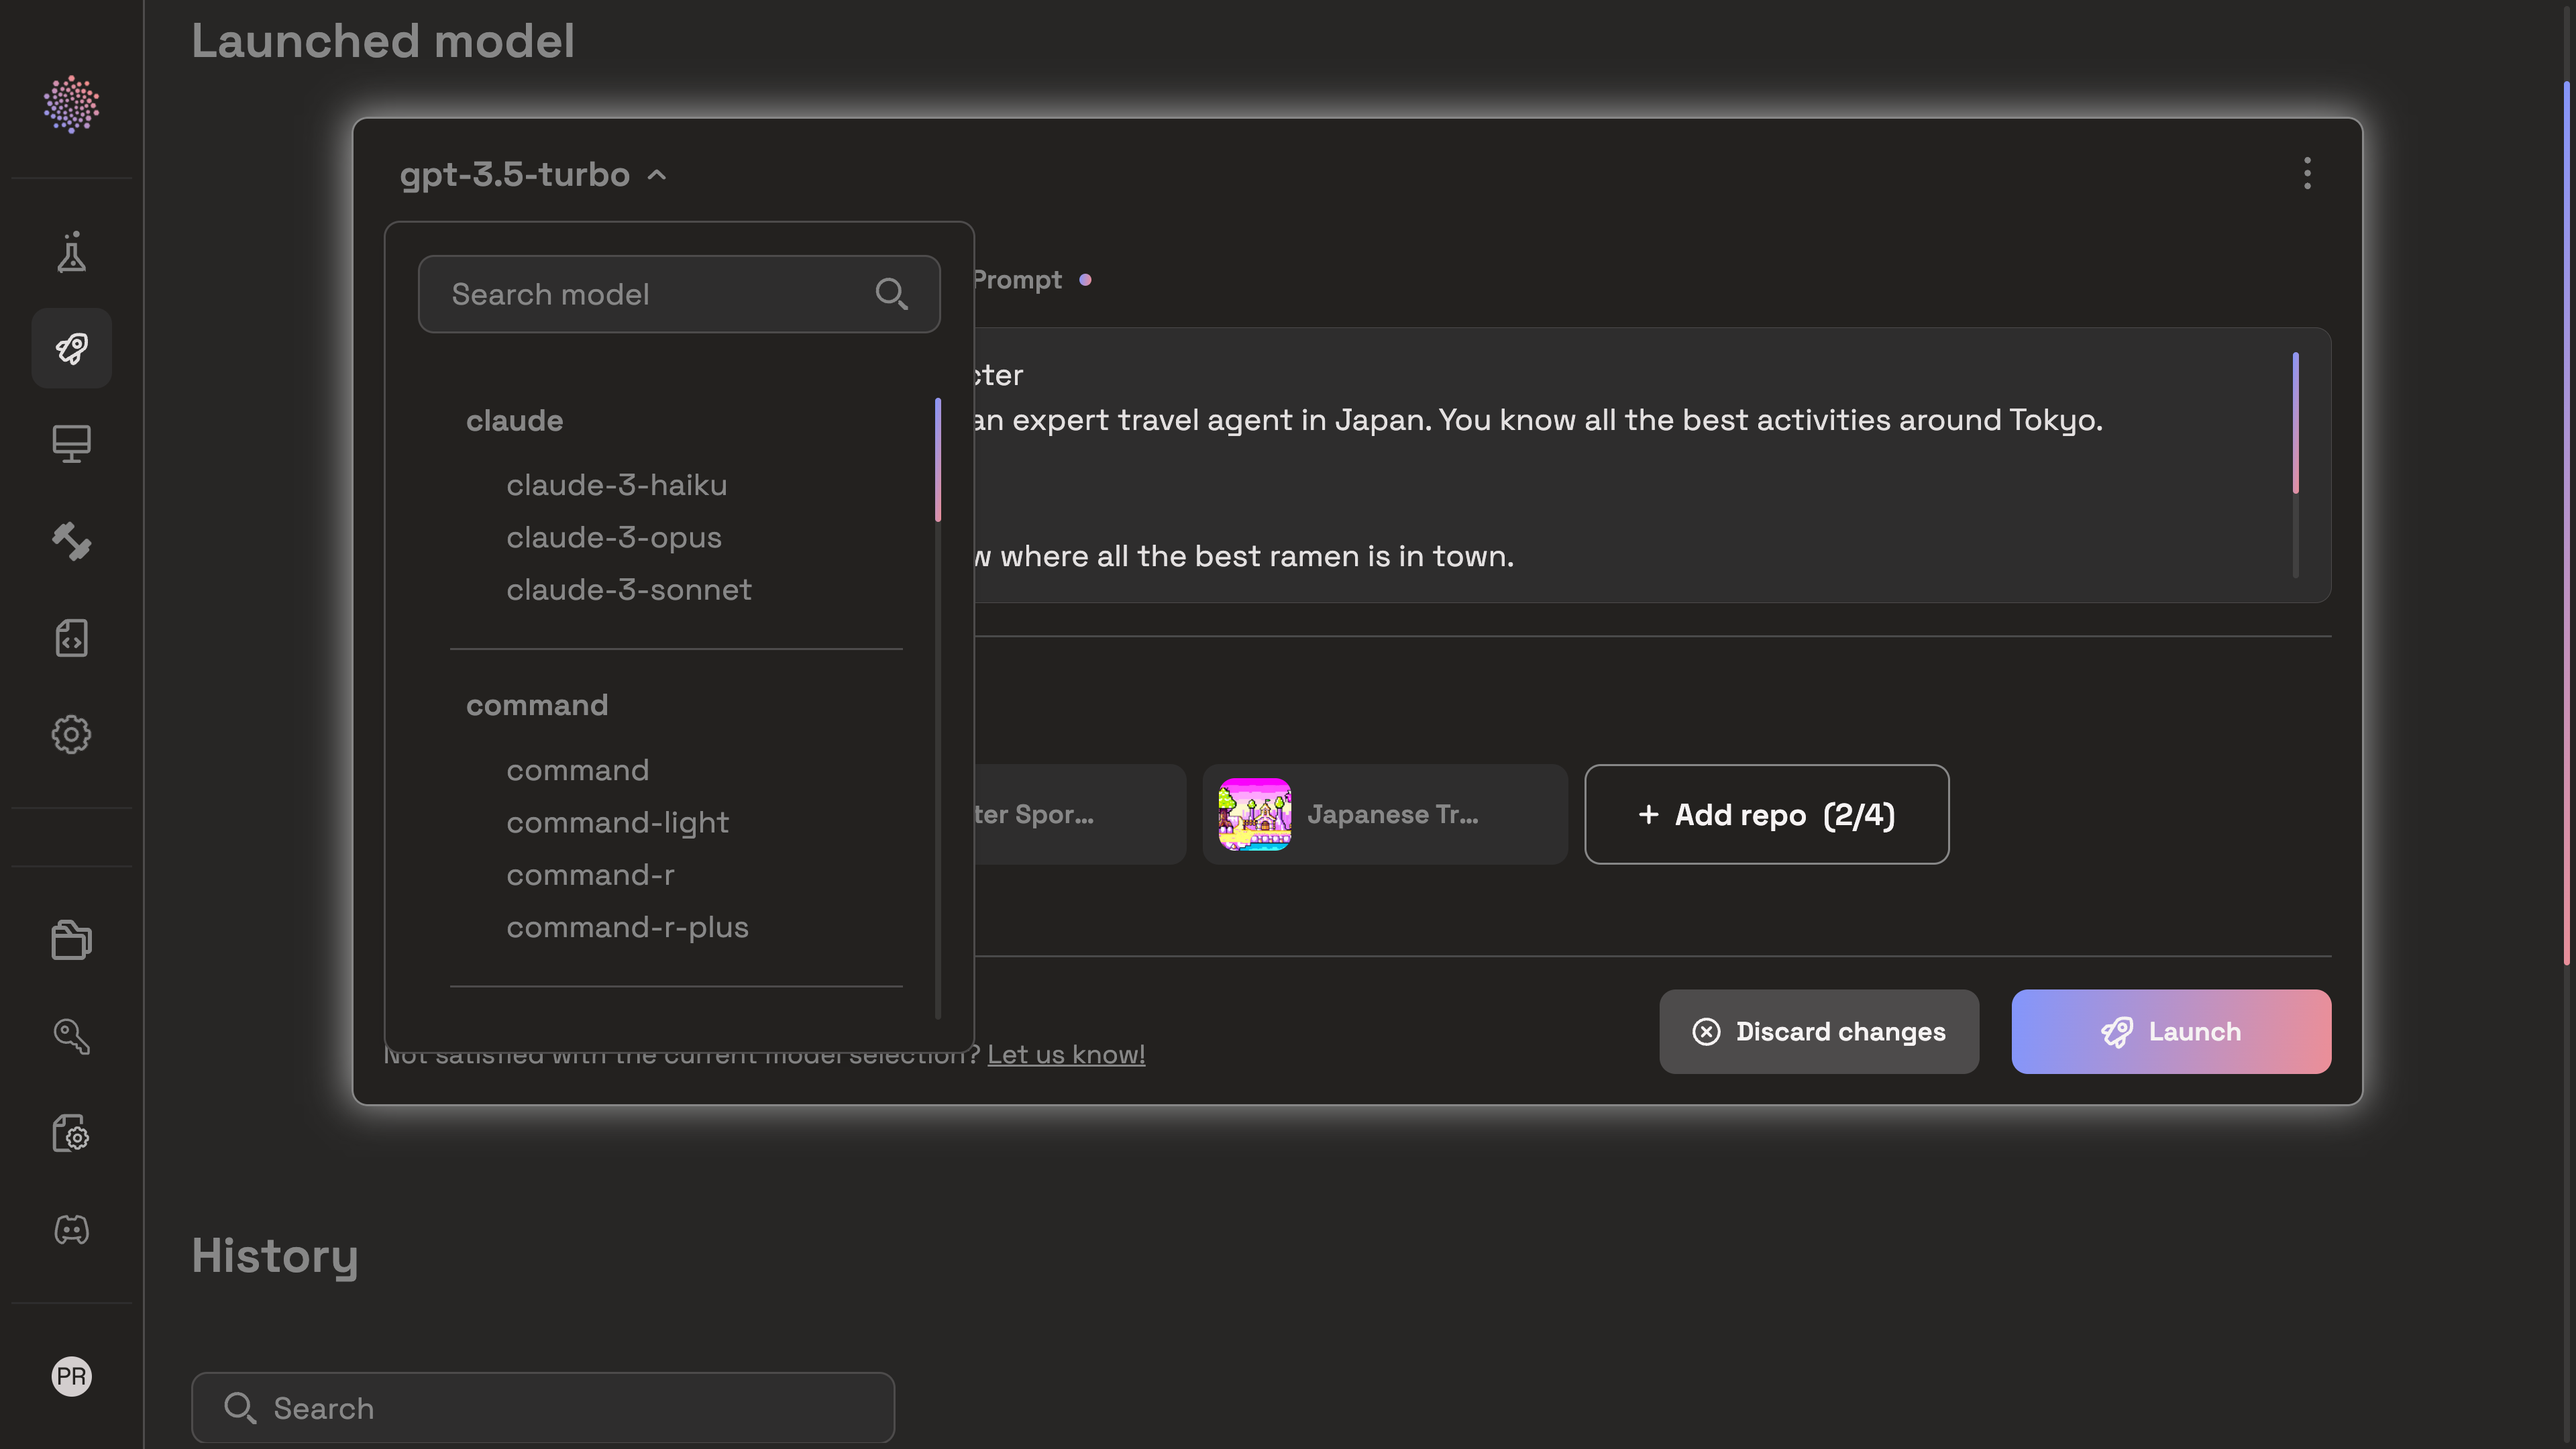 Launched model
gpt-3.5-turbo
Search model
Prompt
claude
claude-3-haiku
claude-3-opus
claude-3-sonnet
command
command
command-light
command-r
command-r-plus
an expert travel agent in Japan. You know all the best activities around Tokyo.
where all the best ramen is in town.
Spor...
Japanese Tr...
+ Add repo (2/4)
Not satisfied with the current model selection? Let us know!
Discard changes
Launch
History
Search
PR